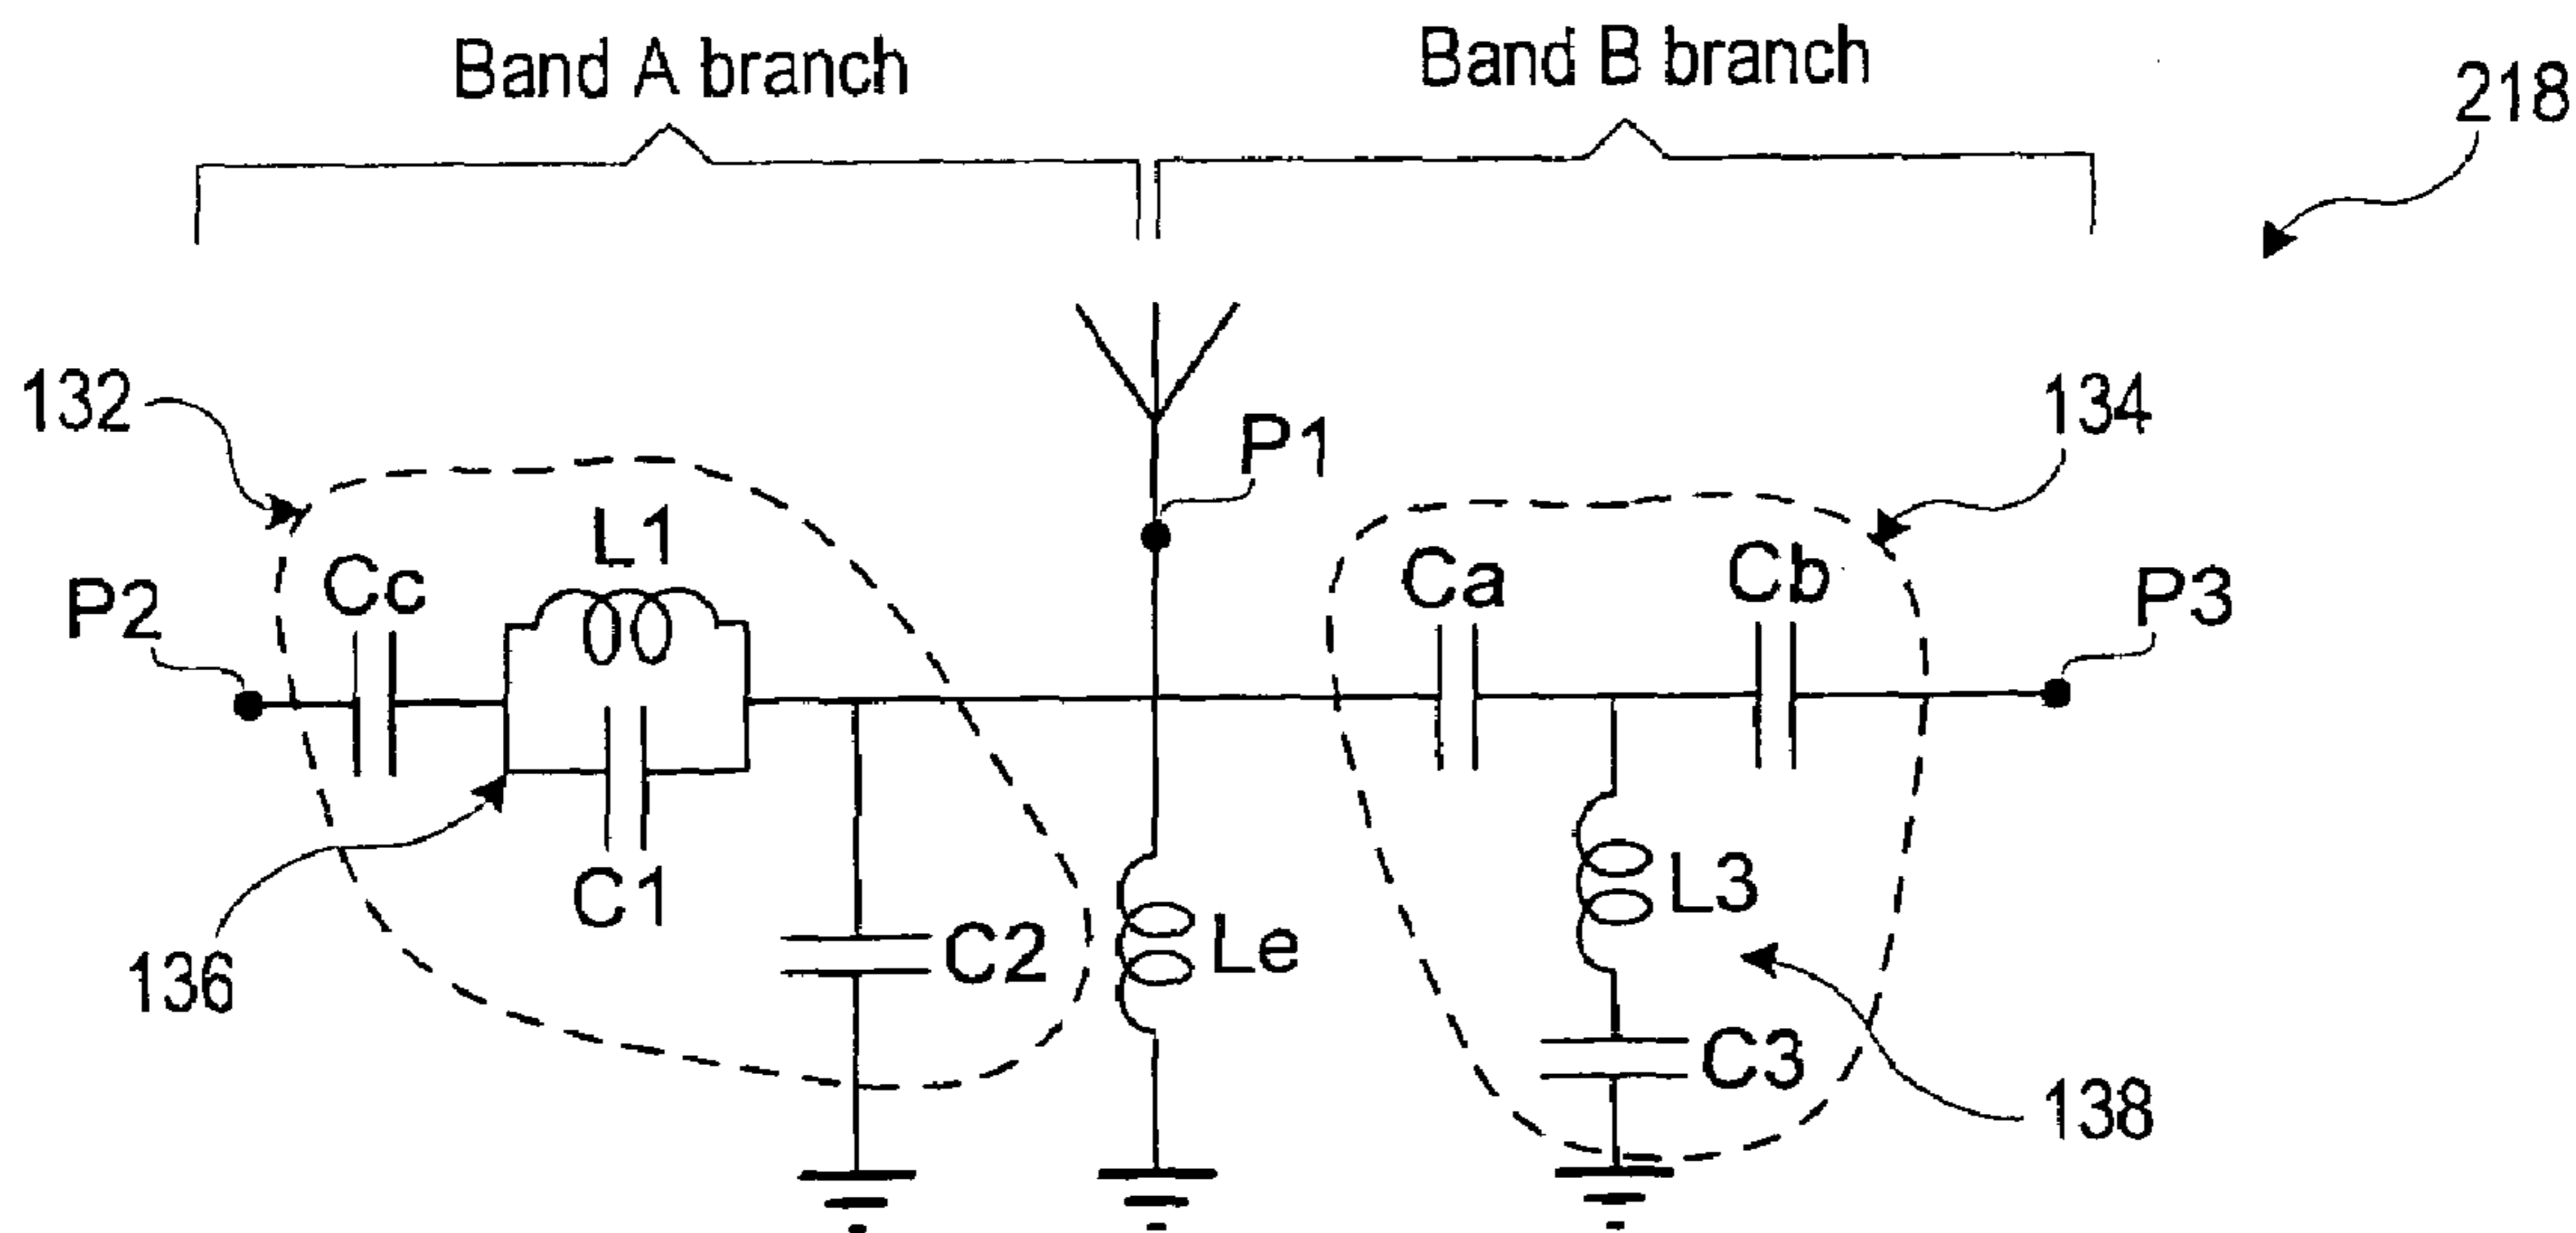 Band A branch
Band B branch
218
132
134
P1
L1
Cc
Ca
Cb
P2
P3
C1
C2
Le
L3
136
C3
138